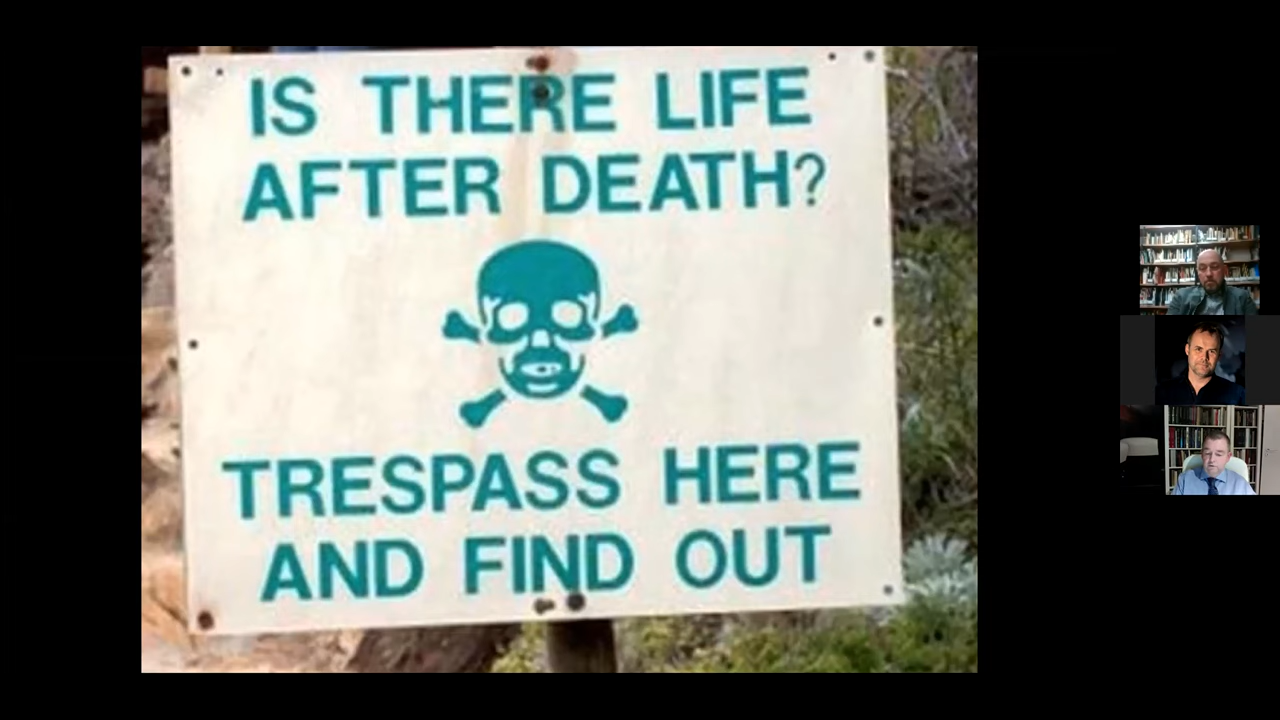 IS THERE LIFE
AFTER DEATH?
TRESPASS HERE
AND FIND OUT